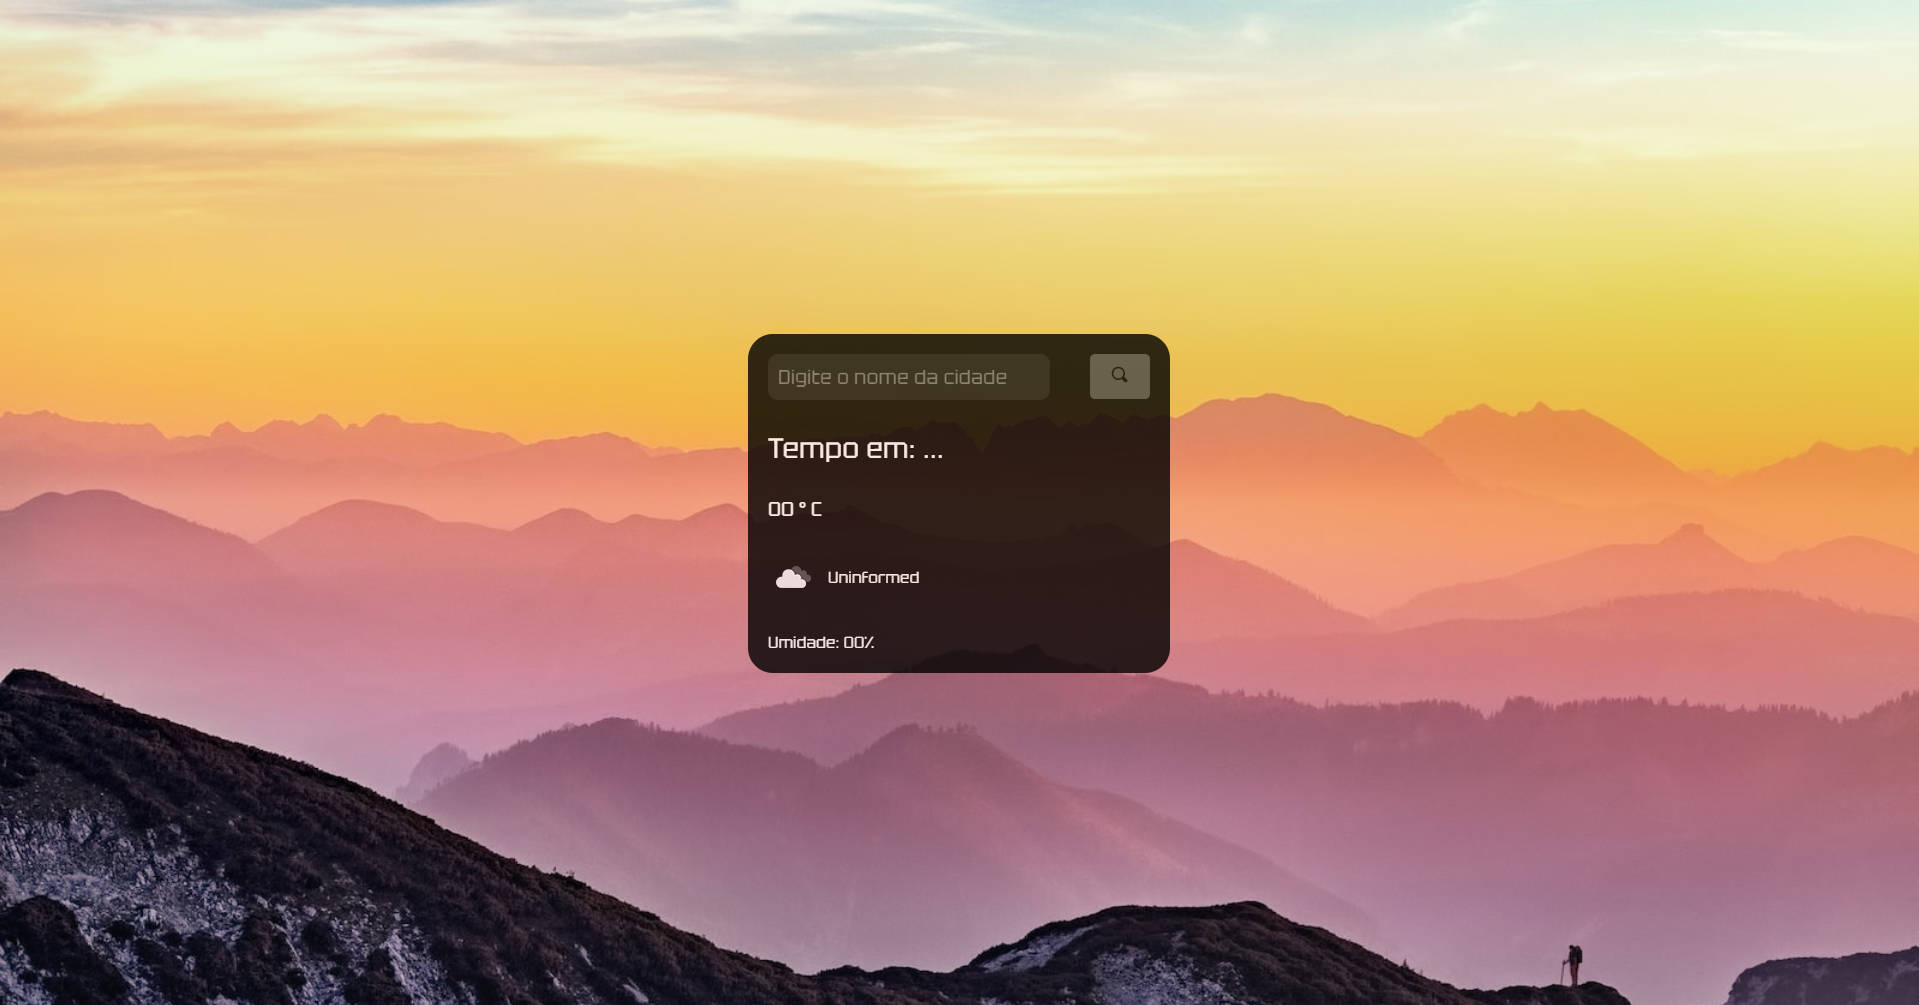 Digite o nome da cidade
Tempo em: ...
00 ° C
Uninformed
Umidade: 00%